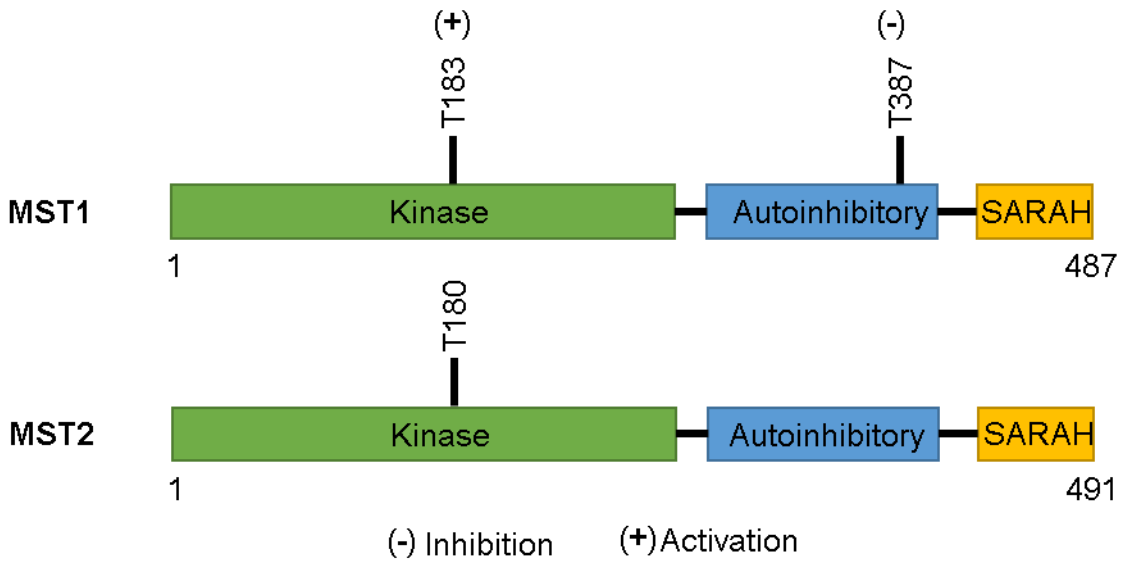 (+) (-)
T183 T387
MST1 Kinase Autoinhibitory SARAH
1 487
T180
MST2 Kinase Autoinhibitory SARAH
1 491
(-) Inhibition (+) Activation